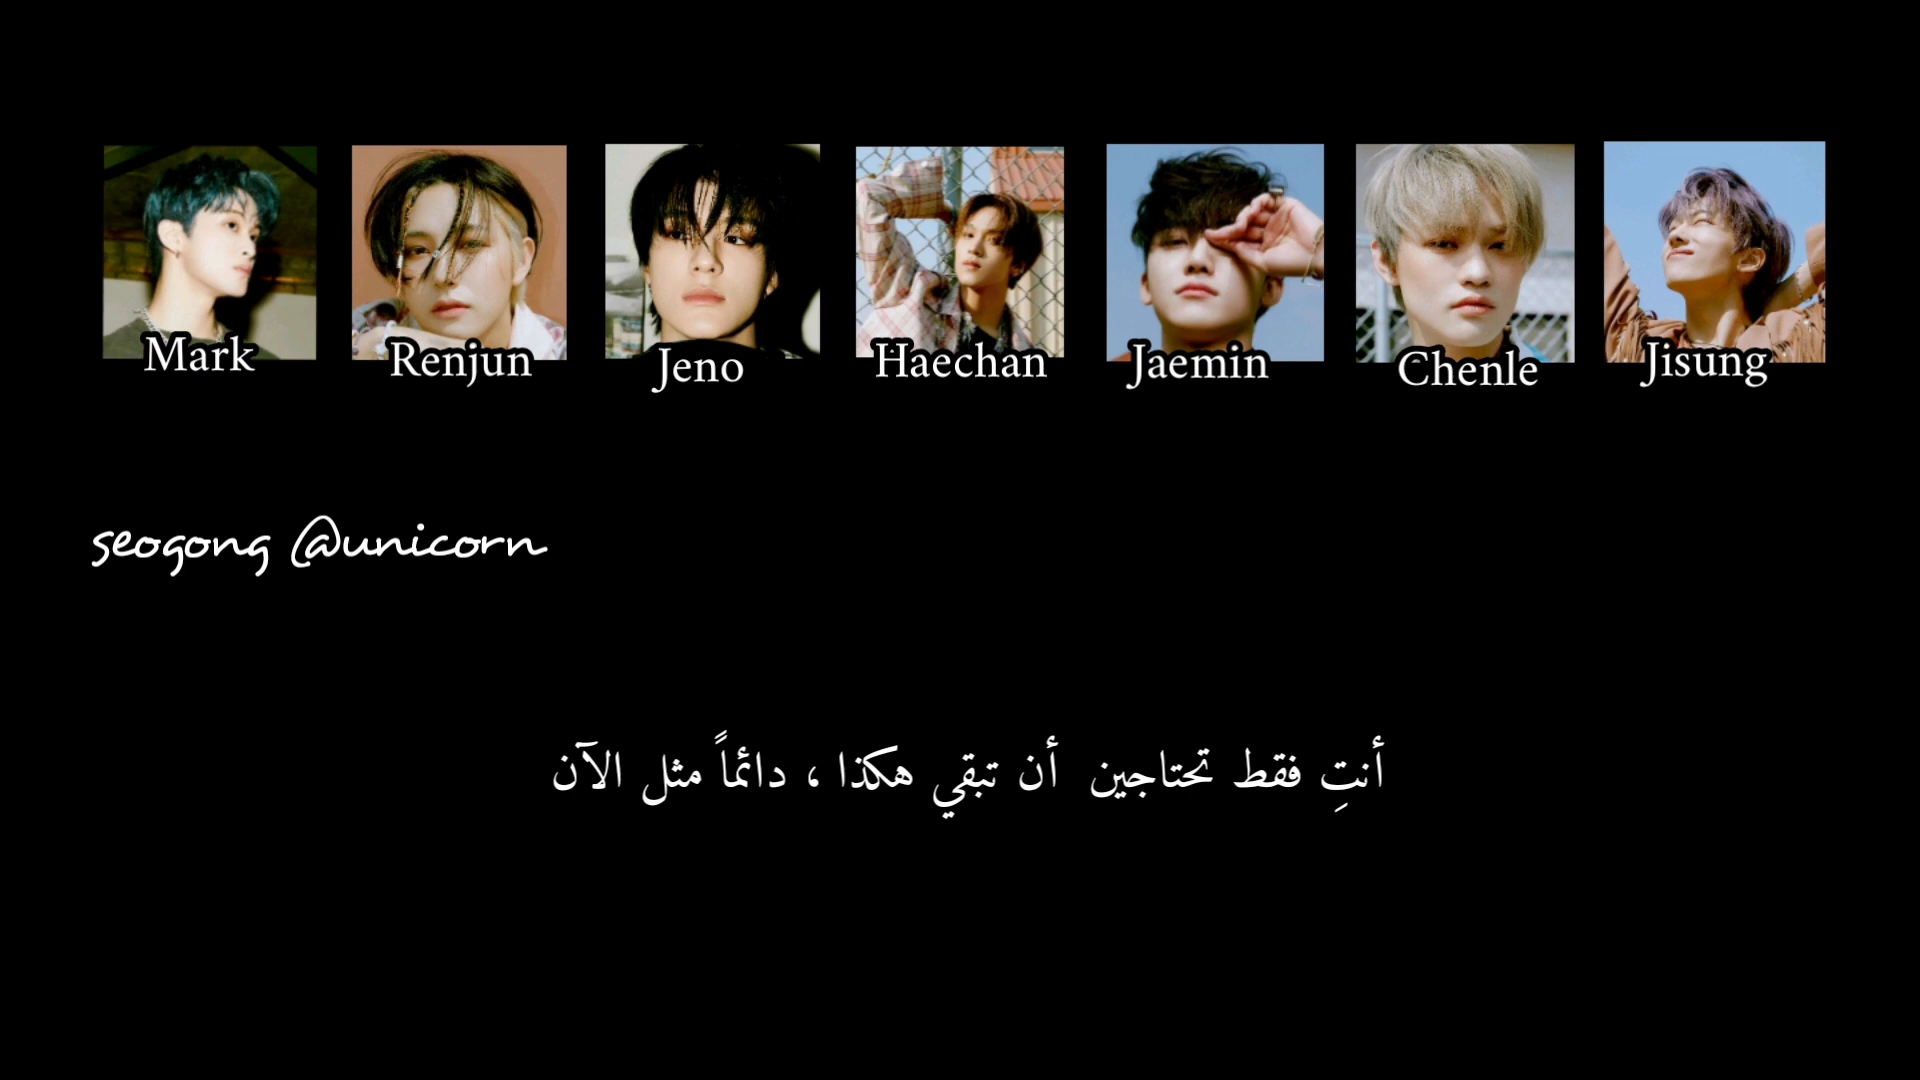 Mark Renjun Jeno Haechan Jaemin Chenle Jisung
seogong @unicorn
أنتِ فقط تحتاجين أن تبقي هكذا ، دائماً مثل الآن